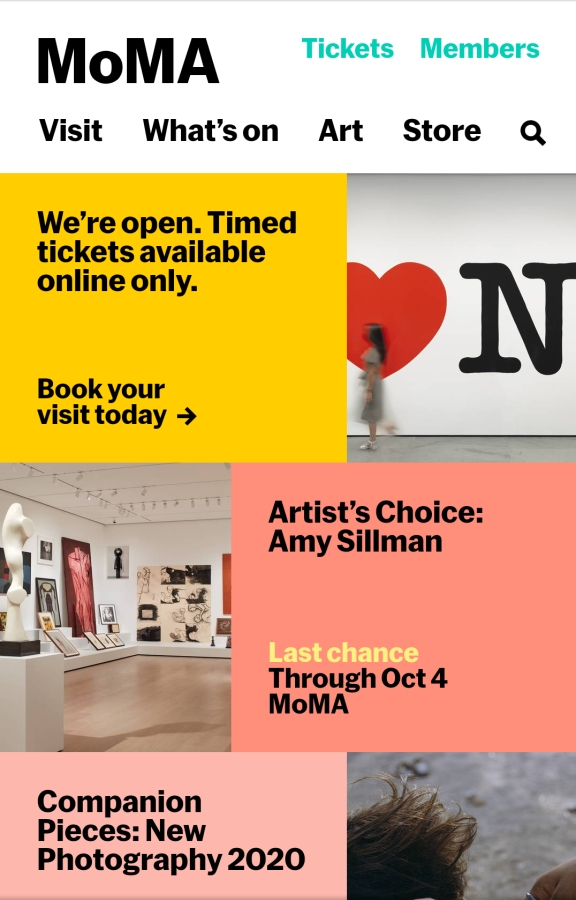 MoMA
Tickets Members
Visit What's on Art Store
We're open. Timed
tickets available
online only.
Book your
visit today →
N
Artist's Choice:
Amy Sillman
Last chance
Through Oct 4
MoMA
Companion
Pieces: New
Photography 2020